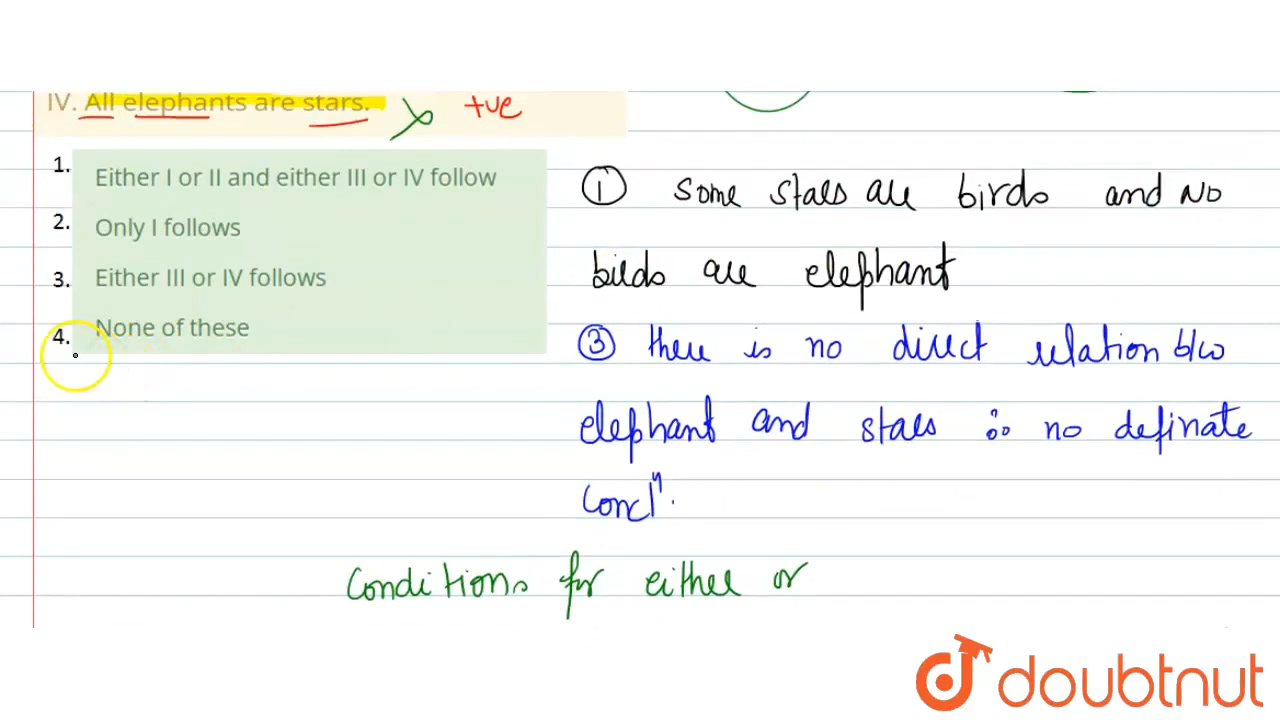 IV. All elephants are stars. +ve
1. Either I or II and either III or IV follow
2. Only I follows
3. Either III or IV follows
4. None of these
① Some stars are birds and No
birds are elephant
③ there is no direct relation b/w
elephant and stars ∴ no definate
conclⁿ.
Conditions for either or
doubtnut